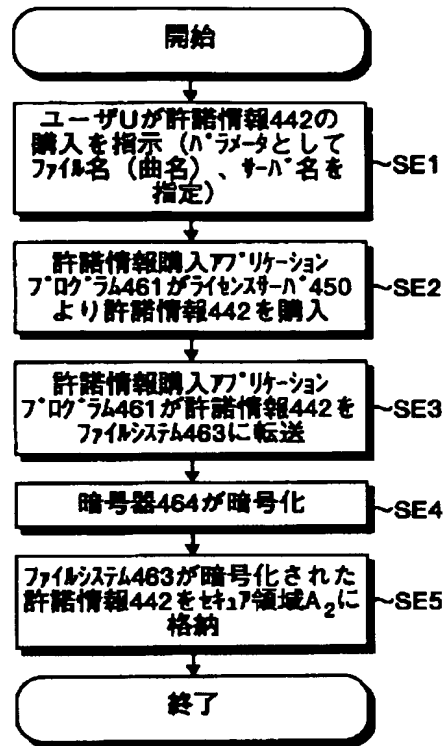 開始
ユーザUが許諾情報442の
購入を指示（パラメータとして
ファイル名（曲名）、サーバ名を
指定）
~SE1
許諾情報購入アプリケーション
プログラム461がライセンスサーバ450
より許諾情報442を購入
~SE2
許諾情報購入アプリケーション
プログラム461が許諾情報442を
ファイルシステム463に転送
~SE3
暗号器464が暗号化
~SE4
ファイルシステム463が暗号化された
許諾情報442をセキュア領域A₂に
格納
~SE5
終了